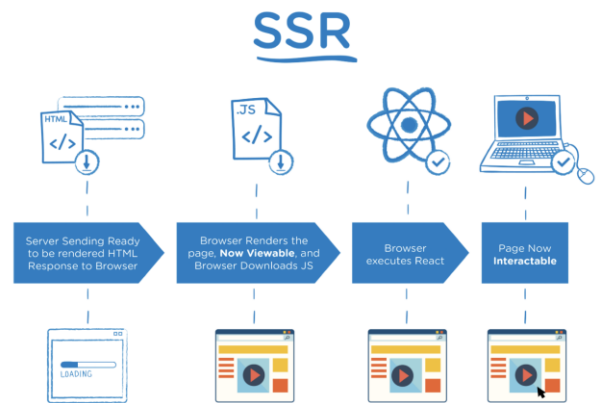 SSR
HTML
</>
.JS
</>
Server Sending Ready
to be rendered HTML
Response to Browser
Browser Renders the
page, Now Viewable, and
Browser Downloads JS
Browser
executes React
Page Now
Interactable
LOADING